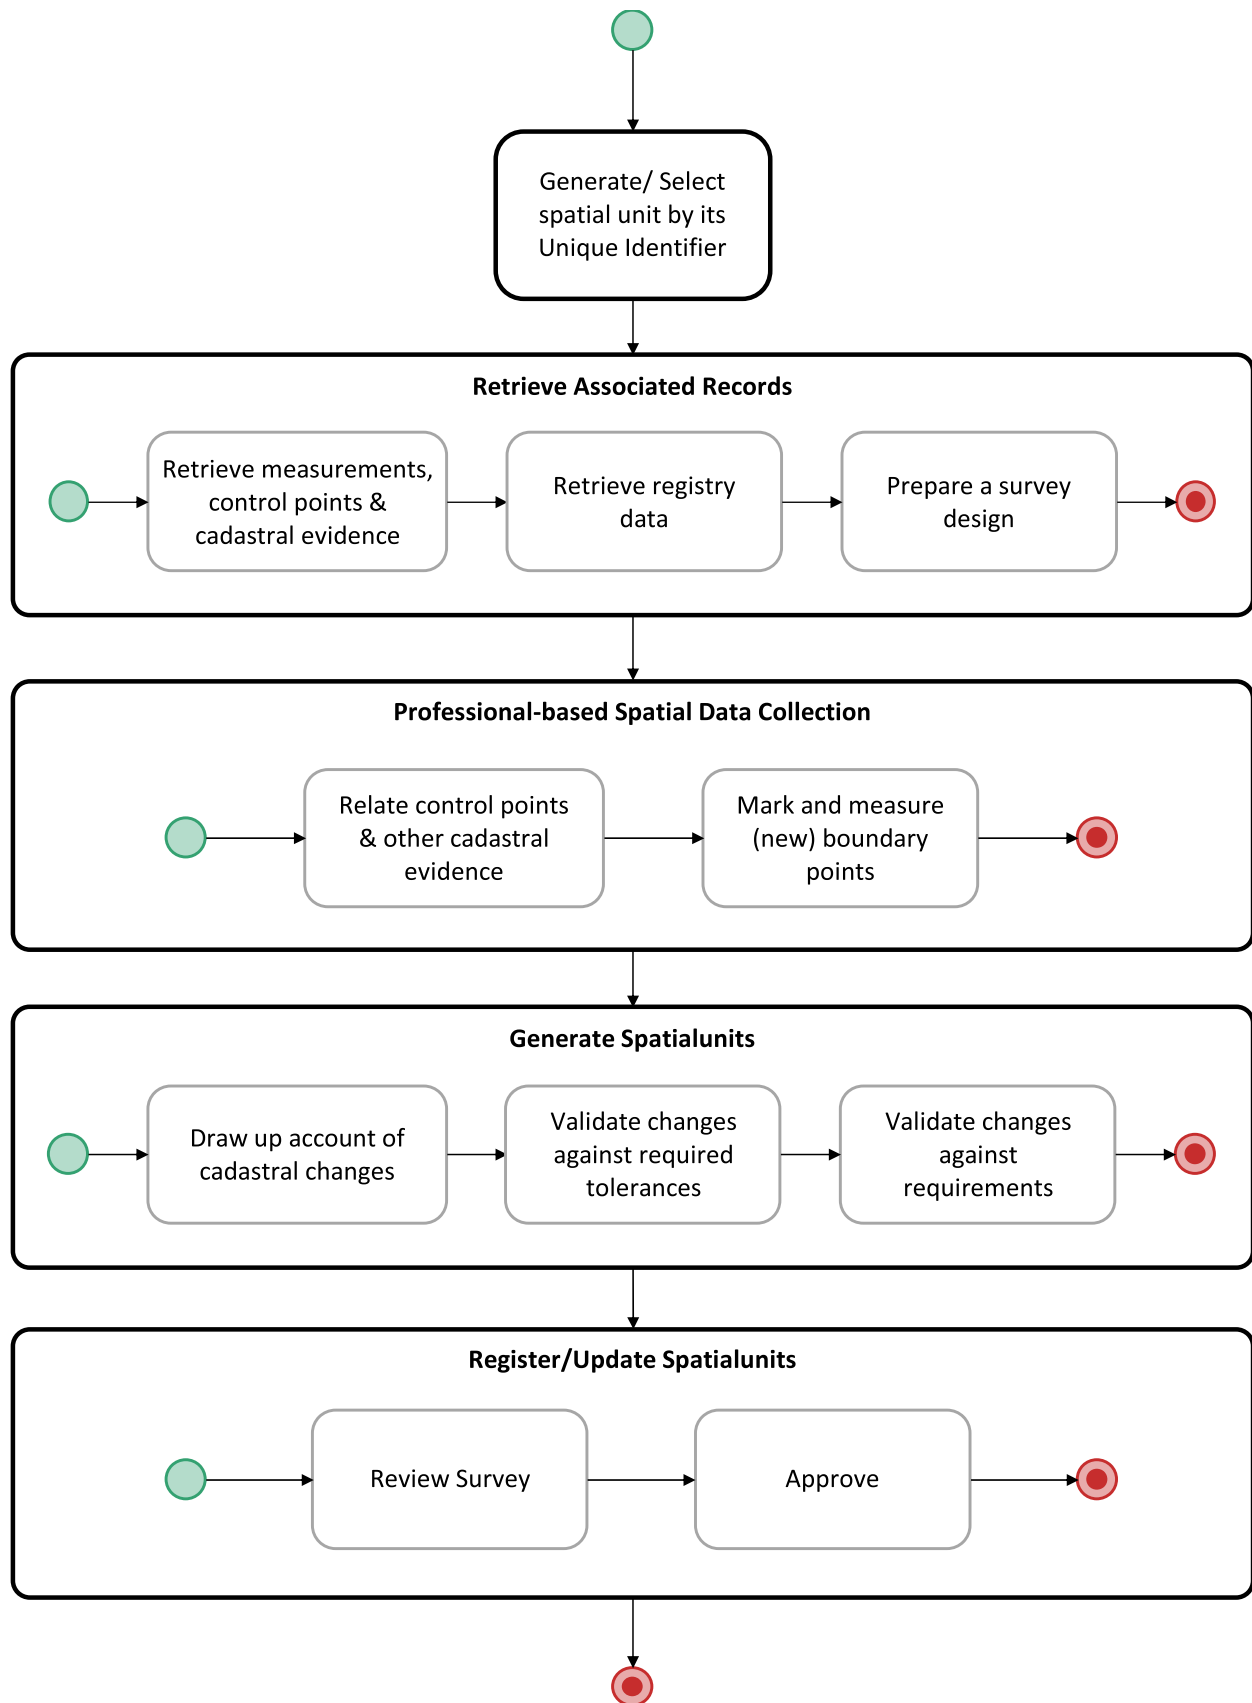 Generate/ Select
spatial unit by its
Unique Identifier
Retrieve Associated Records
Retrieve measurements,
control points &
cadastral evidence
Retrieve registry
data
Prepare a survey
design
Professional-based Spatial Data Collection
Relate control points
& other cadastral
evidence
Mark and measure
(new) boundary
points
Generate Spatialunits
Draw up account of
cadastral changes
Validate changes
against required
tolerances
Validate changes
against
requirements
Register/Update Spatialunits
Review Survey
Approve